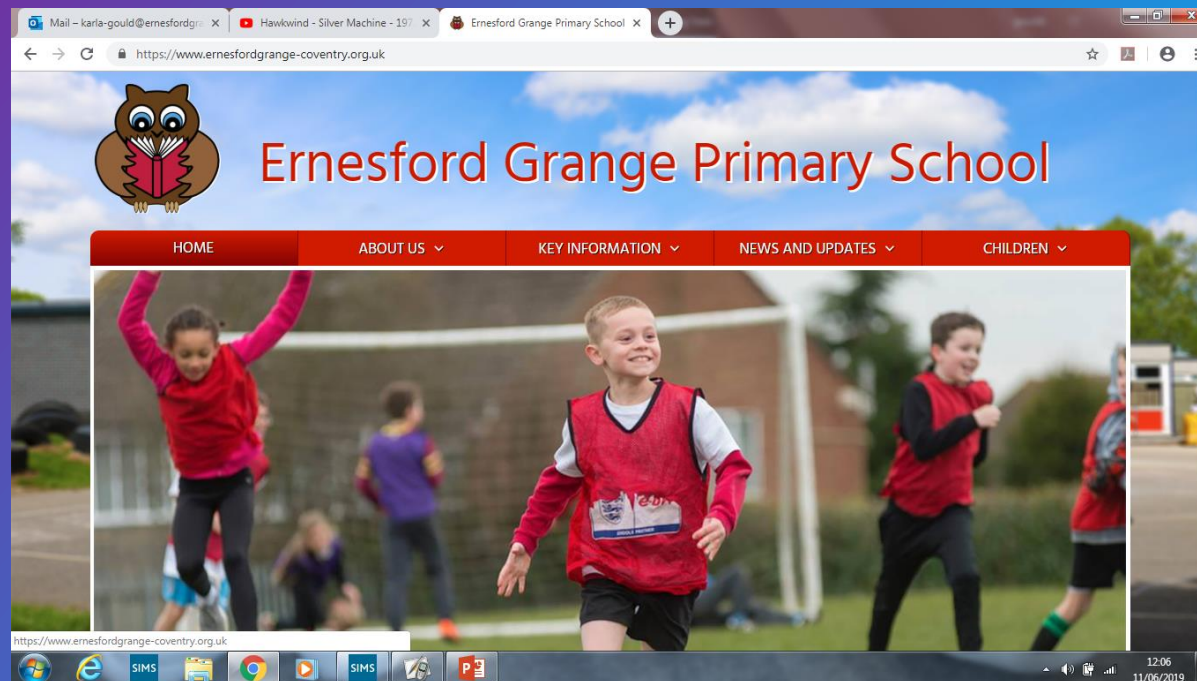 Mail – karla-gould@ernesfordgra
Hawkwind - Silver Machine - 197
Ernesford Grange Primary School
https://www.ernesfordgrange-coventry.org.uk
Ernesford Grange Primary School
HOME
ABOUT US
KEY INFORMATION
NEWS AND UPDATES
CHILDREN
https://www.ernesfordgrange-coventry.org.uk
SIMS
SIMS
12:06
11/06/2019